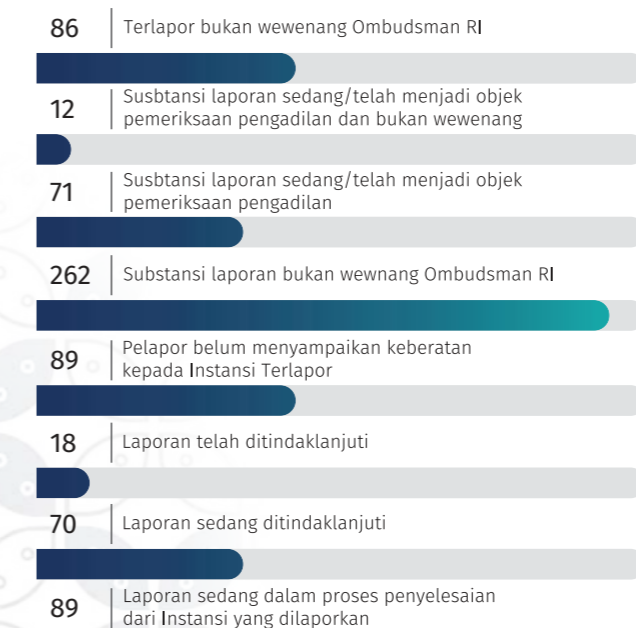 86 Terlapor bukan wewenang Ombudsman RI
12 Susbtansi laporan sedang/telah menjadi objek
pemeriksaan pengadilan dan bukan wewenang
71 Susbtansi laporan sedang/telah menjadi objek
pemeriksaan pengadilan
262 Substansi laporan bukan wewnang Ombudsman RI
89 Pelapor belum menyampaikan keberatan
kepada Instansi Terlapor
18 Laporan telah ditindaklanjuti
70 Laporan sedang ditindaklanjuti
89 Laporan sedang dalam proses penyelesaian
dari Instansi yang dilaporkan